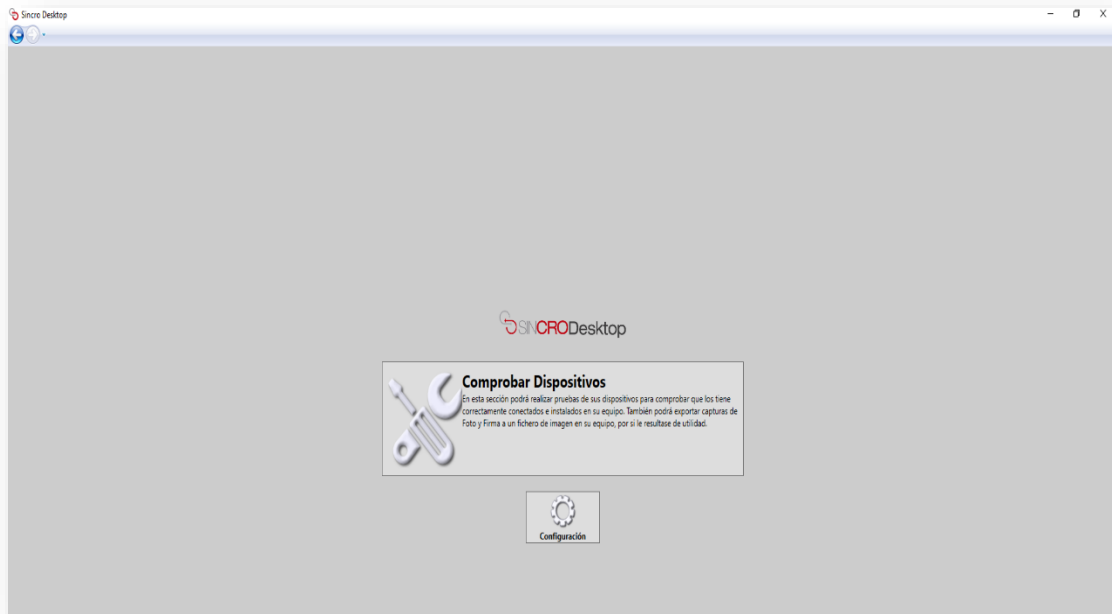 Sincro Desktop
SINCRODesktop
Comprobar Dispositivos
En esta sección podrá realizar pruebas de sus dispositivos para comprobar que los tiene
correctamente conectados e instalados en su equipo. También podrá exportar capturas de
Foto y Firma a un fichero de imagen en su equipo, por si le resultase de utilidad.
Configuración